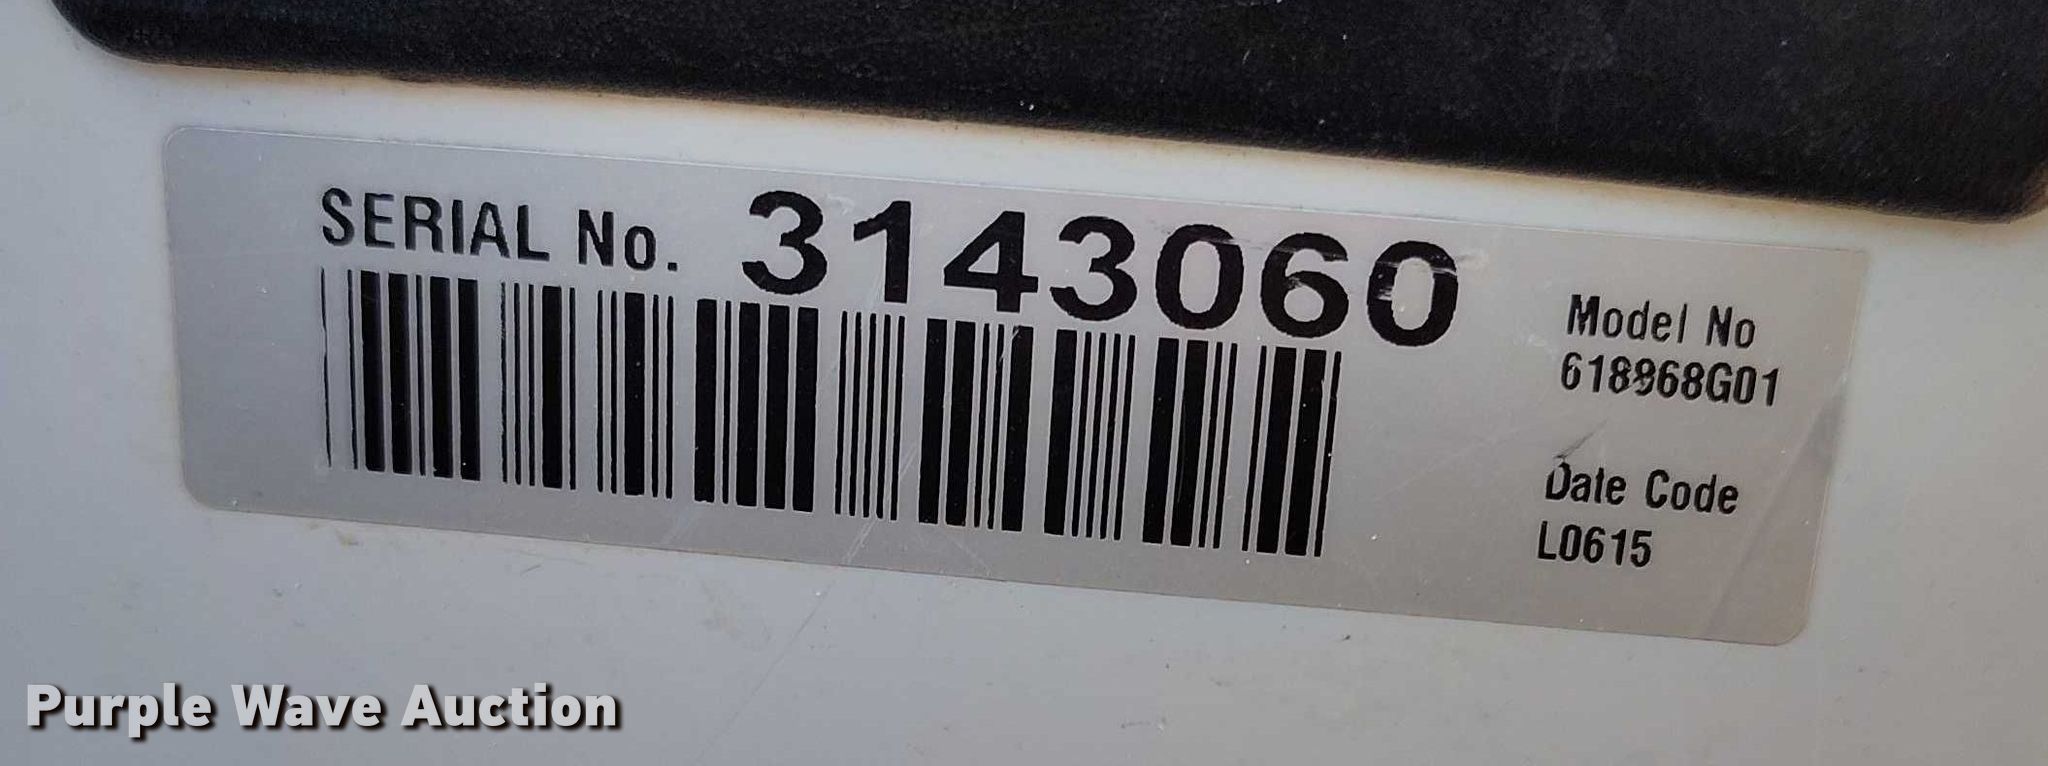 SERIAL No. 3143060
Model No
618968G01
Date Code
L0615
Purple Wave Auction